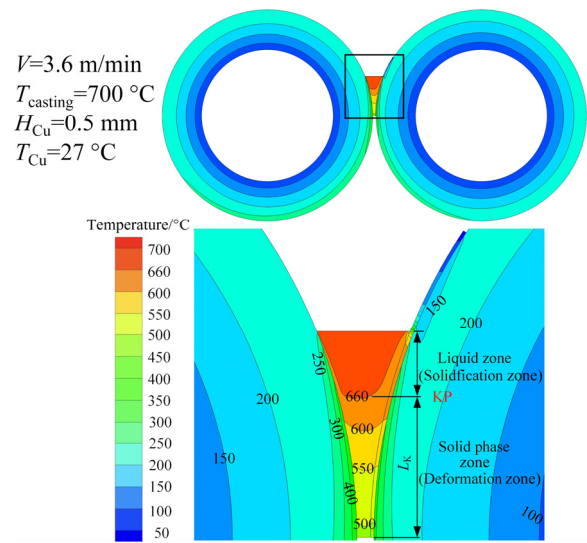 V=3.6 m/min
Tcasting=700 °C
HCu=0.5 mm
TCu=27 °C
Temperature/°C
700
660
600
550
500
450
400
350
300
250
200
150
100
50
150
200
250
300
400
660
600
550
500
LK
150
200
Liquid zone
(Solidfication zone)
KP
Solid phase
zone
(Deformation zone)
100